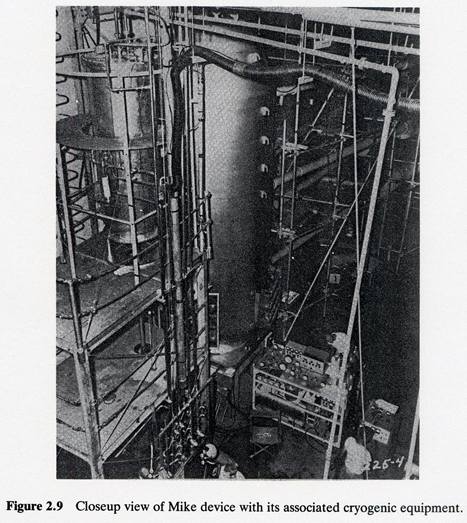 225-4
Figure 2.9 Closeup view of Mike device with its associated cryogenic equipment.